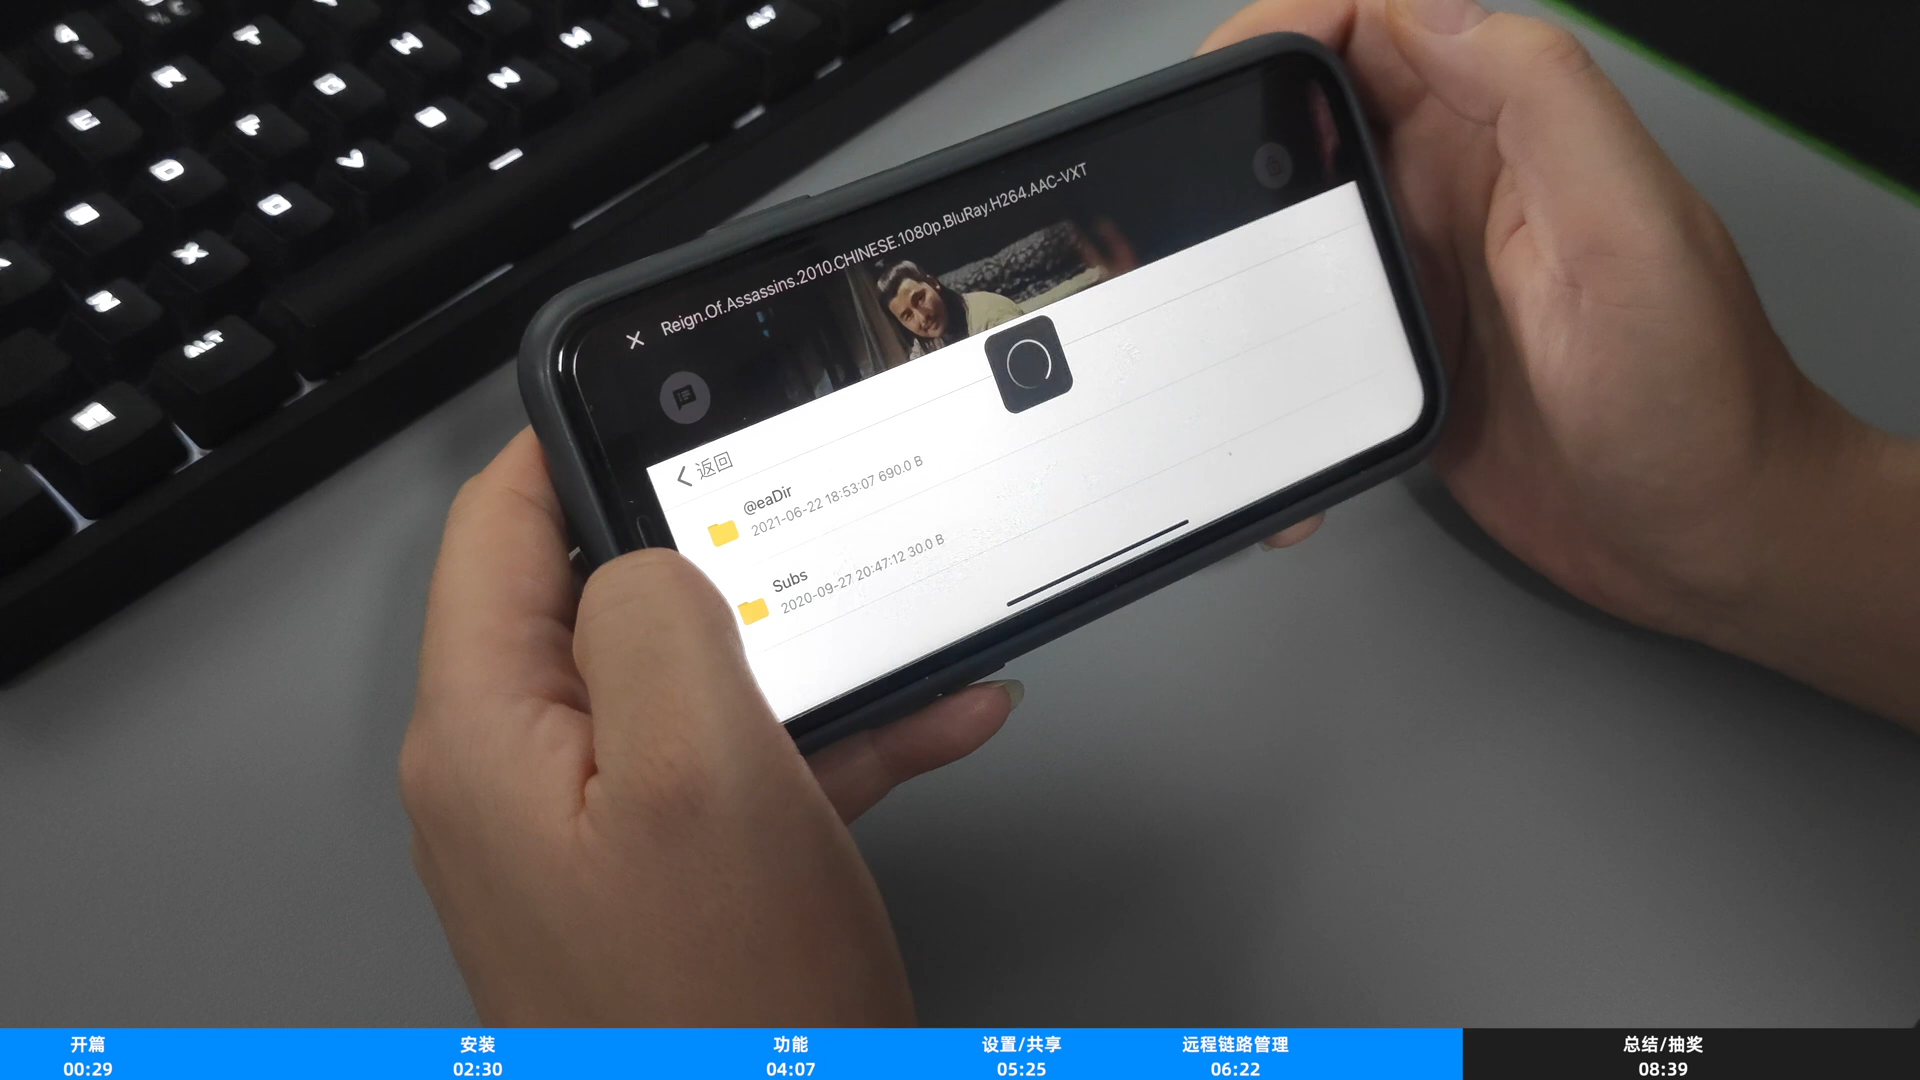 Reign.Of.Assassins.2010.CHINESE.1080p.BluRay.H264.AAC-VXT
返回
@eaDir
2021-06-22 18:53:07 690.0 B
Subs
2020-09-27 20:47:12 30.0 B
ALT
X
V
开篇
00:29
安装
02:30
功能
04:07
设置/共享
05:25
远程链路管理
06:22
总结/抽奖
08:39